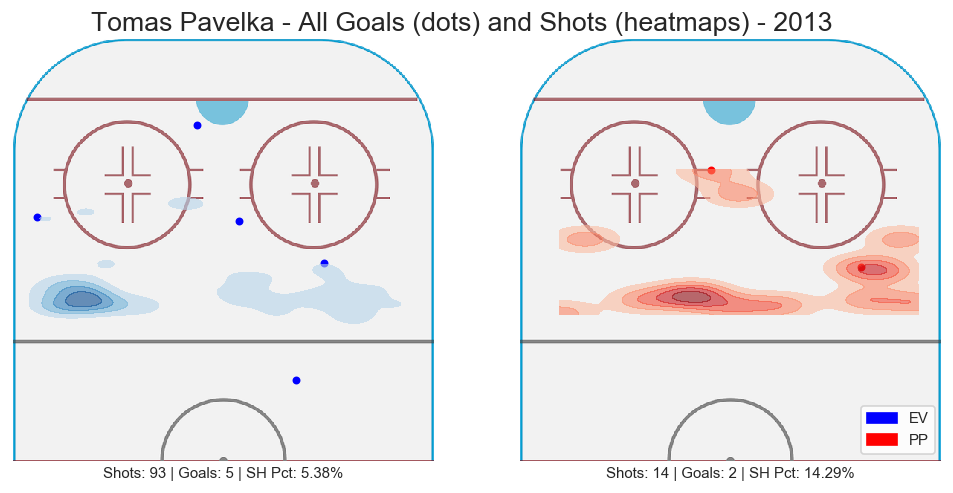 Tomas Pavelka - All Goals (dots) and Shots (heatmaps) - 2013
EV
PP
Shots: 93 | Goals: 5 | SH Pct: 5.38%
Shots: 14 | Goals: 2 | SH Pct: 14.29%